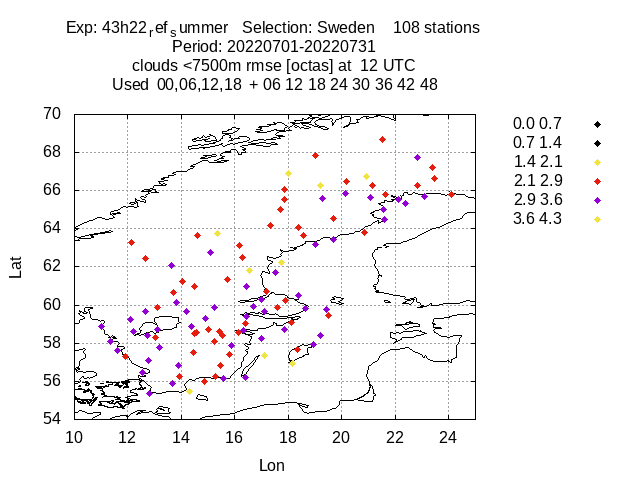 Exp: 43h22ref summer Selection: Sweden 108 stations
Period: 20220701-20220731
clouds <7500m rmse [octas] at 12 UTC
Used 00,06,12,18 + 06 12 18 24 30 36 42 48
70
68
66
64
62
60
58
56
54
10 12 14 16 18 20 22 24
Lat
Lon
0.0 0.7
0.7 1.4
1.4 2.1
2.1 2.9
2.9 3.6
3.6 4.3